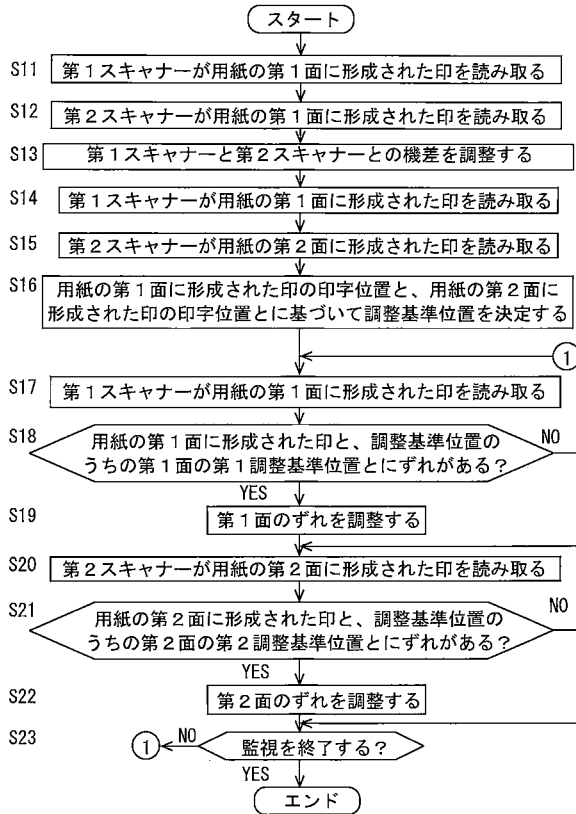 スタート
S11 第1スキャナーが用紙の第1面に形成された印を読み取る
S12 第2スキャナーが用紙の第1面に形成された印を読み取る
S13 第1スキャナーと第2スキャナーとの機差を調整する
S14 第1スキャナーが用紙の第1面に形成された印を読み取る
S15 第2スキャナーが用紙の第2面に形成された印を読み取る
S16 用紙の第1面に形成された印の印字位置と、用紙の第2面に
形成された印の印字位置とに基づいて調整基準位置を決定する
1
S17 第1スキャナーが用紙の第1面に形成された印を読み取る
S18 用紙の第1面に形成された印と、調整基準位置の NO
うちの第1面の第1調整基準位置とにずれがある?
YES
S19 第1面のずれを調整する
S20 第2スキャナーが用紙の第2面に形成された印を読み取る
S21 用紙の第2面に形成された印と、調整基準位置の NO
うちの第2面の第2調整基準位置とにずれがある?
YES
S22 第2面のずれを調整する
S23 1 NO 監視を終了する?
YES
エンド